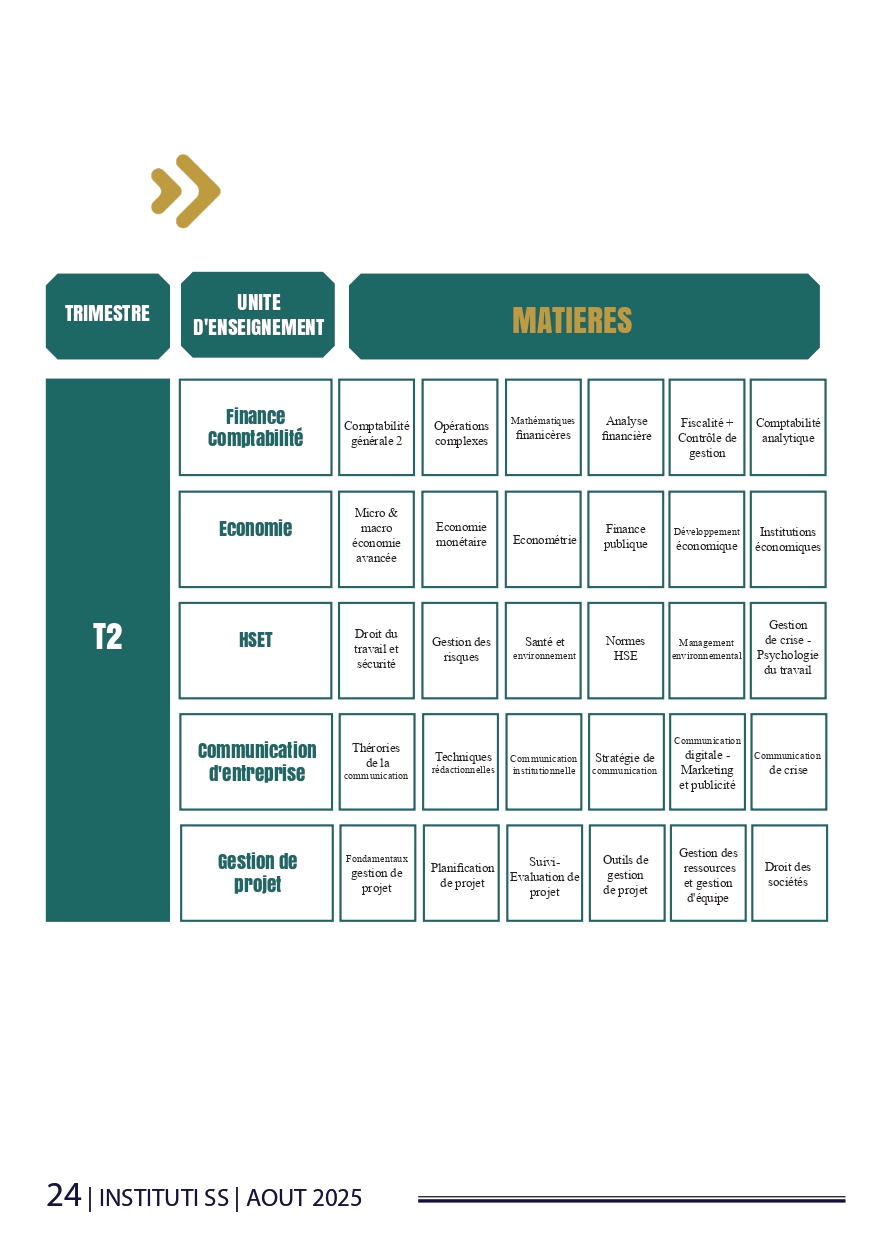 TRIMESTRE
UNITE
D'ENSEIGNEMENT
MATIERES
T2
Finance
Comptabilité
Comptabilité
générale 2
Opérations
complexes
Mathématiques
finanicères
Analyse
financière
Fiscalité +
Contrôle de
gestion
Comptabilité
analytique
Economie
Micro &
macro
économie
avancée
Economie
monétaire
Econométrie
Finance
publique
Développement
économique
Institutions
économiques
HSET
Droit du
travail et
sécurité
Gestion des
risques
Santé et
environnement
Normes
HSE
Management
environnemental
Gestion
de crise -
Psychologie
du travail
Communication
d'entreprise
Throries
de la
communication
Techniques
rédactionnelles
Communication
institutionnelle
Stratégie de
communication
Communication
digitale -
Marketing
et publicité
Communication
de crise
Gestion de
projet
Fondamentaux
gestion de
projet
Planification
de projet
Suivi-
Evaluation de
projet
Outils de
gestion
de projet
Gestion des
ressources
et gestion
d'équipe
Droit des
sociétés
24 | INSTITUTI SS | AOUT 2025